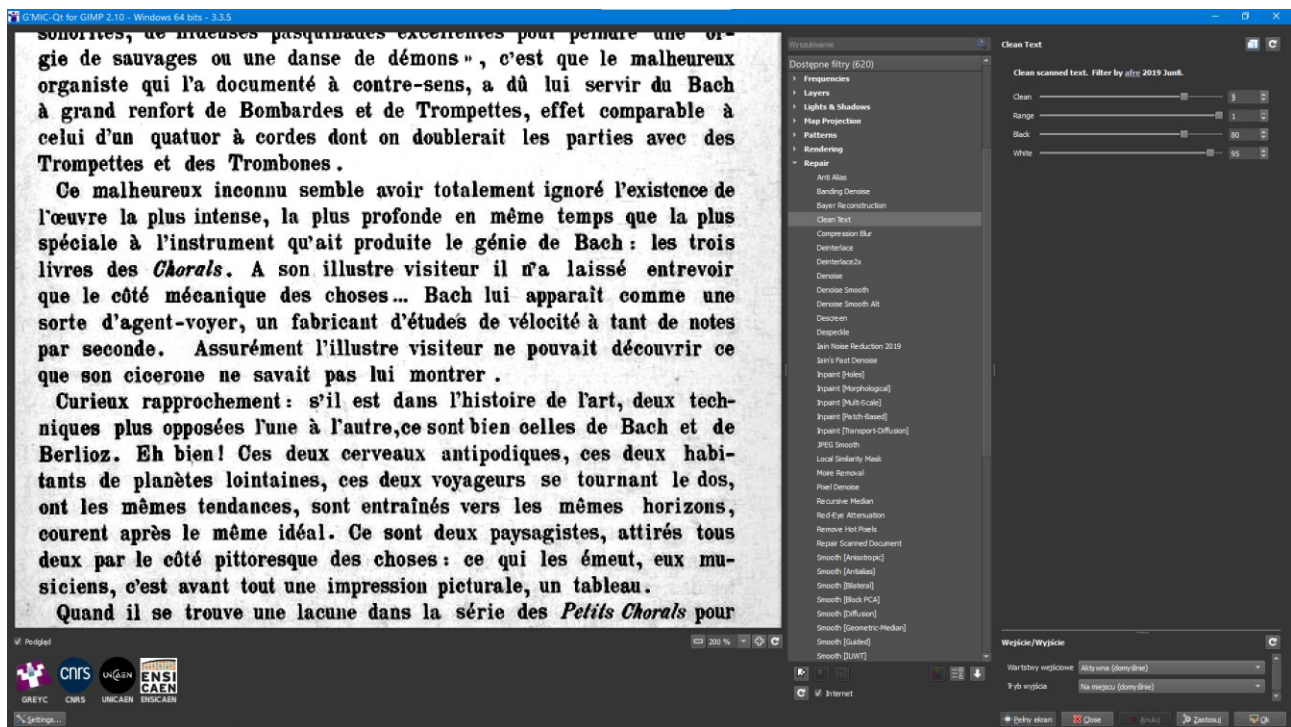 G'MIC-Qt for GIMP 2.10 - Windows 64 bits - 3.3.5
sonorités, de hideuses pasquinades excellentes pour peindre une or-
gie de sauvages ou une danse de démons », c'est que le malheureux
organiste qui l'a documenté à contre-sens, a dû lui servir du Bach
à grand renfort de Bombardes et de Trompettes, effet comparable à
celui d'un quatuor à cordes dont on doublerait les parties avec des
Trompettes et des Trombones.
Ce malheureux inconnu semble avoir totalement ignoré l'existence de
l'œuvre la plus intense, la plus profonde en même temps que la plus
spéciale à l'instrument qu'ait produite le génie de Bach : les trois
livres des Chorals. A son illustre visiteur il n'a laissé entrevoir
que le côté mécanique des choses... Bach lui apparaît comme une
sorte d'agent-voyer, un fabricant d'études de vélocité à tant de notes
par seconde. Assurément l'illustre visiteur ne pouvait découvrir ce
que son cicerone ne savait pas lui montrer .
Curieux rapprochement : s'il est dans l'histoire de l'art, deux tech-
niques plus opposées l'une à l'autre,ce sont bien celles de Bach et de
Berlioz. Eh bien! Ces deux cerveaux antipodiques, ces deux habi-
tants de planètes lointaines, ces deux voyageurs se tournant le dos,
ont les mêmes tendances, sont entraînés vers les mêmes horizons,
courent après le même idéal. Ce sont deux paysagistes, attirés tous
deux par le côté pittoresque des choses : ce qui les émeut, eux mu-
siciens, c'est avant tout une impression picturale, un tableau.
Quand il se trouve une lacune dans la série des Petits Chorals pour
Podgląd
200 %
GREYC CNRS UNICAEN ENSICAEN
cnrs
UNICAEN
ENSI
CAEN
Settings...
Wyszukiwanie
Dostępne filtry (620)
Frequencies
Layers
Lights & Shadows
Map Projection
Patterns
Rendering
Repair
Anti Alias
Banding Denoise
Bayer Reconstruction
Clean Text
Compression Blur
Deinterlace
Deinterlace2x
Denoise
Denoise Smooth
Denoise Smooth Alt
Descreen
Despeckle
Iain Noise Reduction 2019
Iain's Fast Denoise
Inpaint [Holes]
Inpaint [Morphological]
Inpaint [Multi-Scale]
Inpaint [Patch-Based]
Inpaint [Transport-Diffusion]
JPEG Smooth
Local Similarity Mask
Moire Removal
Pixel Denoise
Recursive Median
Red-Eye Attenuation
Remove Hot Pixels
Repair Scanned Document
Smooth [Anisotropic]
Smooth [Antialias]
Smooth [Bilateral]
Smooth [Block PCA]
Smooth [Diffusion]
Smooth [Geometric-Median]
Smooth [Guided]
Smooth [IUWT]
Internet
Clean Text
Clean scanned text. Filter by afre 2019 Jun8.
Clean 3
Range 1
Black 80
White 95
Wejście/Wyjście
Warstwy wejściowe Aktywna (domyślnie)
Tryb wyjścia Na miejscu (domyślnie)
Pełny ekran Close Anuluj Zastosuj Ok